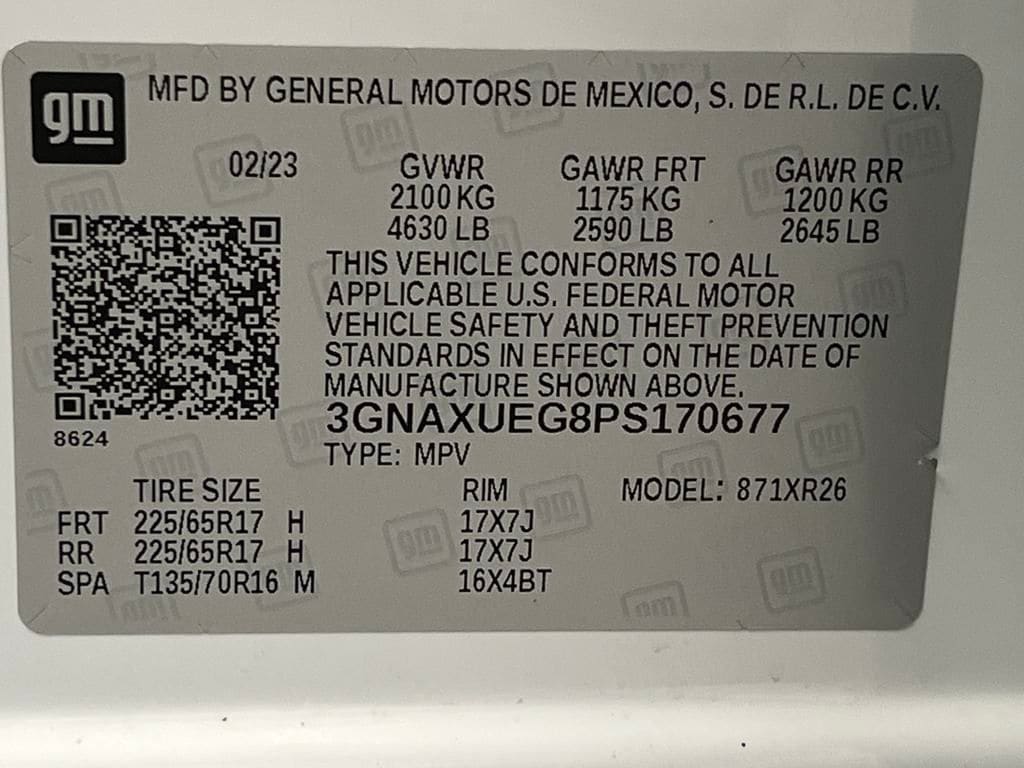 gm MFD BY GENERAL MOTORS DE MEXICO, S. DE R.L. DE C.V.
02/23 GVWR GAWR FRT GAWR RR
2100 KG 1175 KG 1200 KG
4630 LB 2590 LB 2645 LB
THIS VEHICLE CONFORMS TO ALL
APPLICABLE U.S. FEDERAL MOTOR
VEHICLE SAFETY AND THEFT PREVENTION
STANDARDS IN EFFECT ON THE DATE OF
MANUFACTURE SHOWN ABOVE.
3GNAXUEG8PS170677
8624
TYPE: MPV
TIRE SIZE RIM MODEL: 871XR26
FRT 225/65R17 H 17X7J
RR 225/65R17 H 17X7J
SPA T135/70R16 M 16X4BT